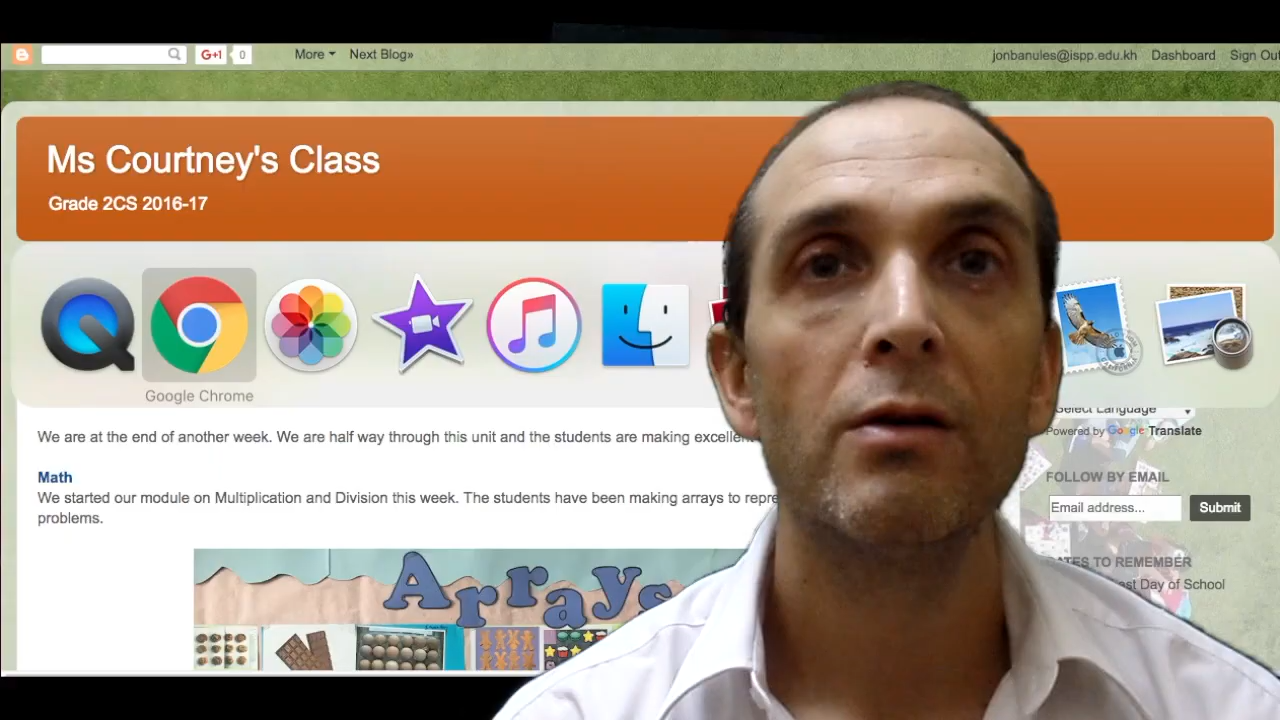 G+1 0 More Next Blog» jonbanules@ispp.edu.kh Dashboard Sign Out
Ms Courtney's Class
Grade 2CS 2016-17
Google Chrome
Select Language
Powered by Google Translate
We are at the end of another week. We are half way through this unit and the students are making excellent
Math
We started our module on Multiplication and Division this week. The students have been making arrays to repre
problems.
FOLLOW BY EMAIL
Email address... Submit
DATES TO REMEMBER
Day of School
Arrays